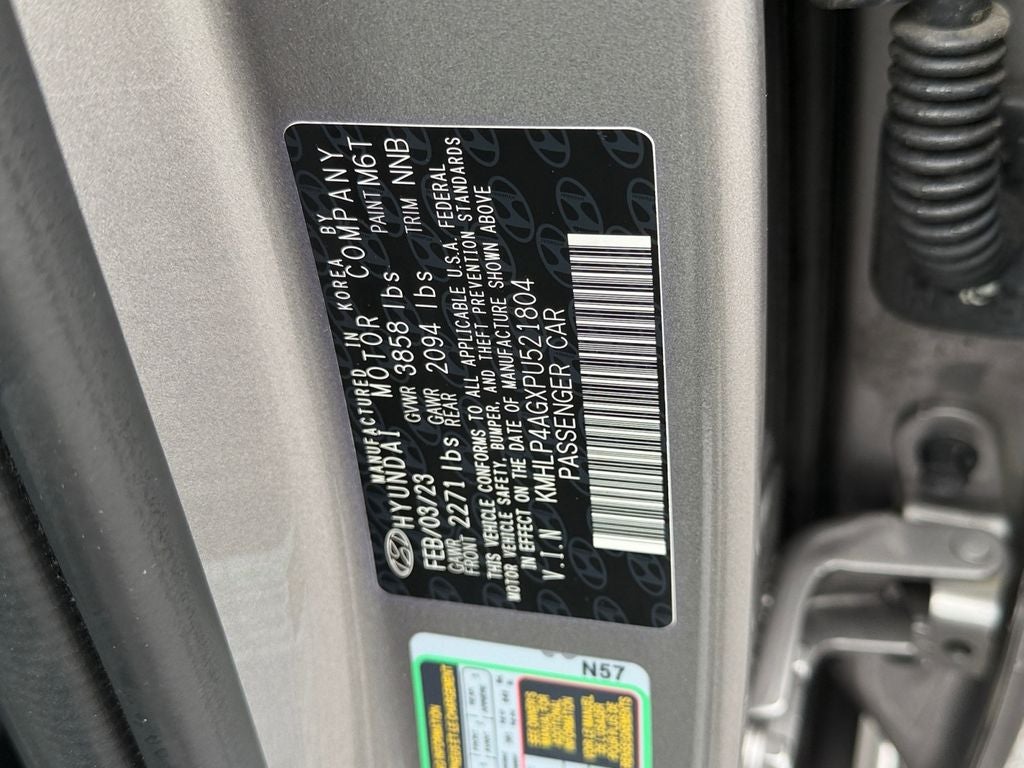 MANUFACTURED IN KOREA BY
HYUNDAI MOTOR COMPANY
FEB/03/23 GVWR 3858 lbs PAINT M6T
GAWR FRONT 2271 lbs GAWR REAR 2094 lbs TRIM NNB
THIS VEHICLE CONFORMS TO ALL APPLICABLE U.S.A. FEDERAL
MOTOR VEHICLE SAFETY, BUMPER, AND THEFT PREVENTION STANDARDS
IN EFFECT ON THE DATE OF MANUFACTURE SHOWN ABOVE
V.I.N KMHLP4AGXPU521804
PASSENGER CAR
N57